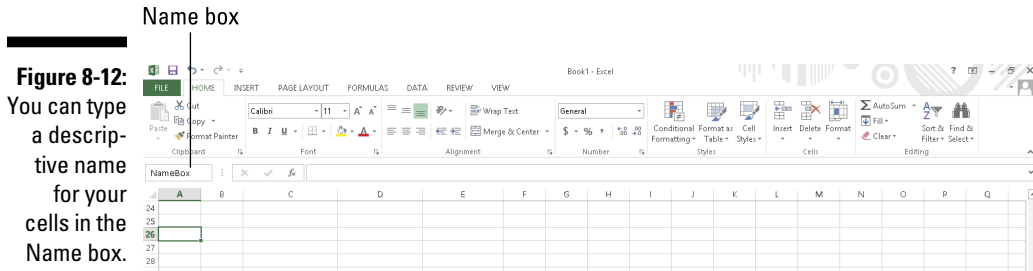 Name box
Figure 8-12:
You can type
a descrip-
tive name
for your
cells in the
Name box.
Book1 - Excel
FILE HOME INSERT PAGE LAYOUT FORMULAS DATA REVIEW VIEW
Cut
Copy
Format Painter
Paste
Clipboard
Calibri 11
B I U
Font
Wrap Text
Merge & Center
Alignment
General
$ % ,
Number
Conditional Formatting
Format as Table
Cell Styles
Styles
Insert Delete Format
Cells
AutoSum
Fill
Clear
Sort & Filter
Find & Select
Editing
NameBox fx
A B C D E F G H I J K L M N O P Q
24
25
26
27
28